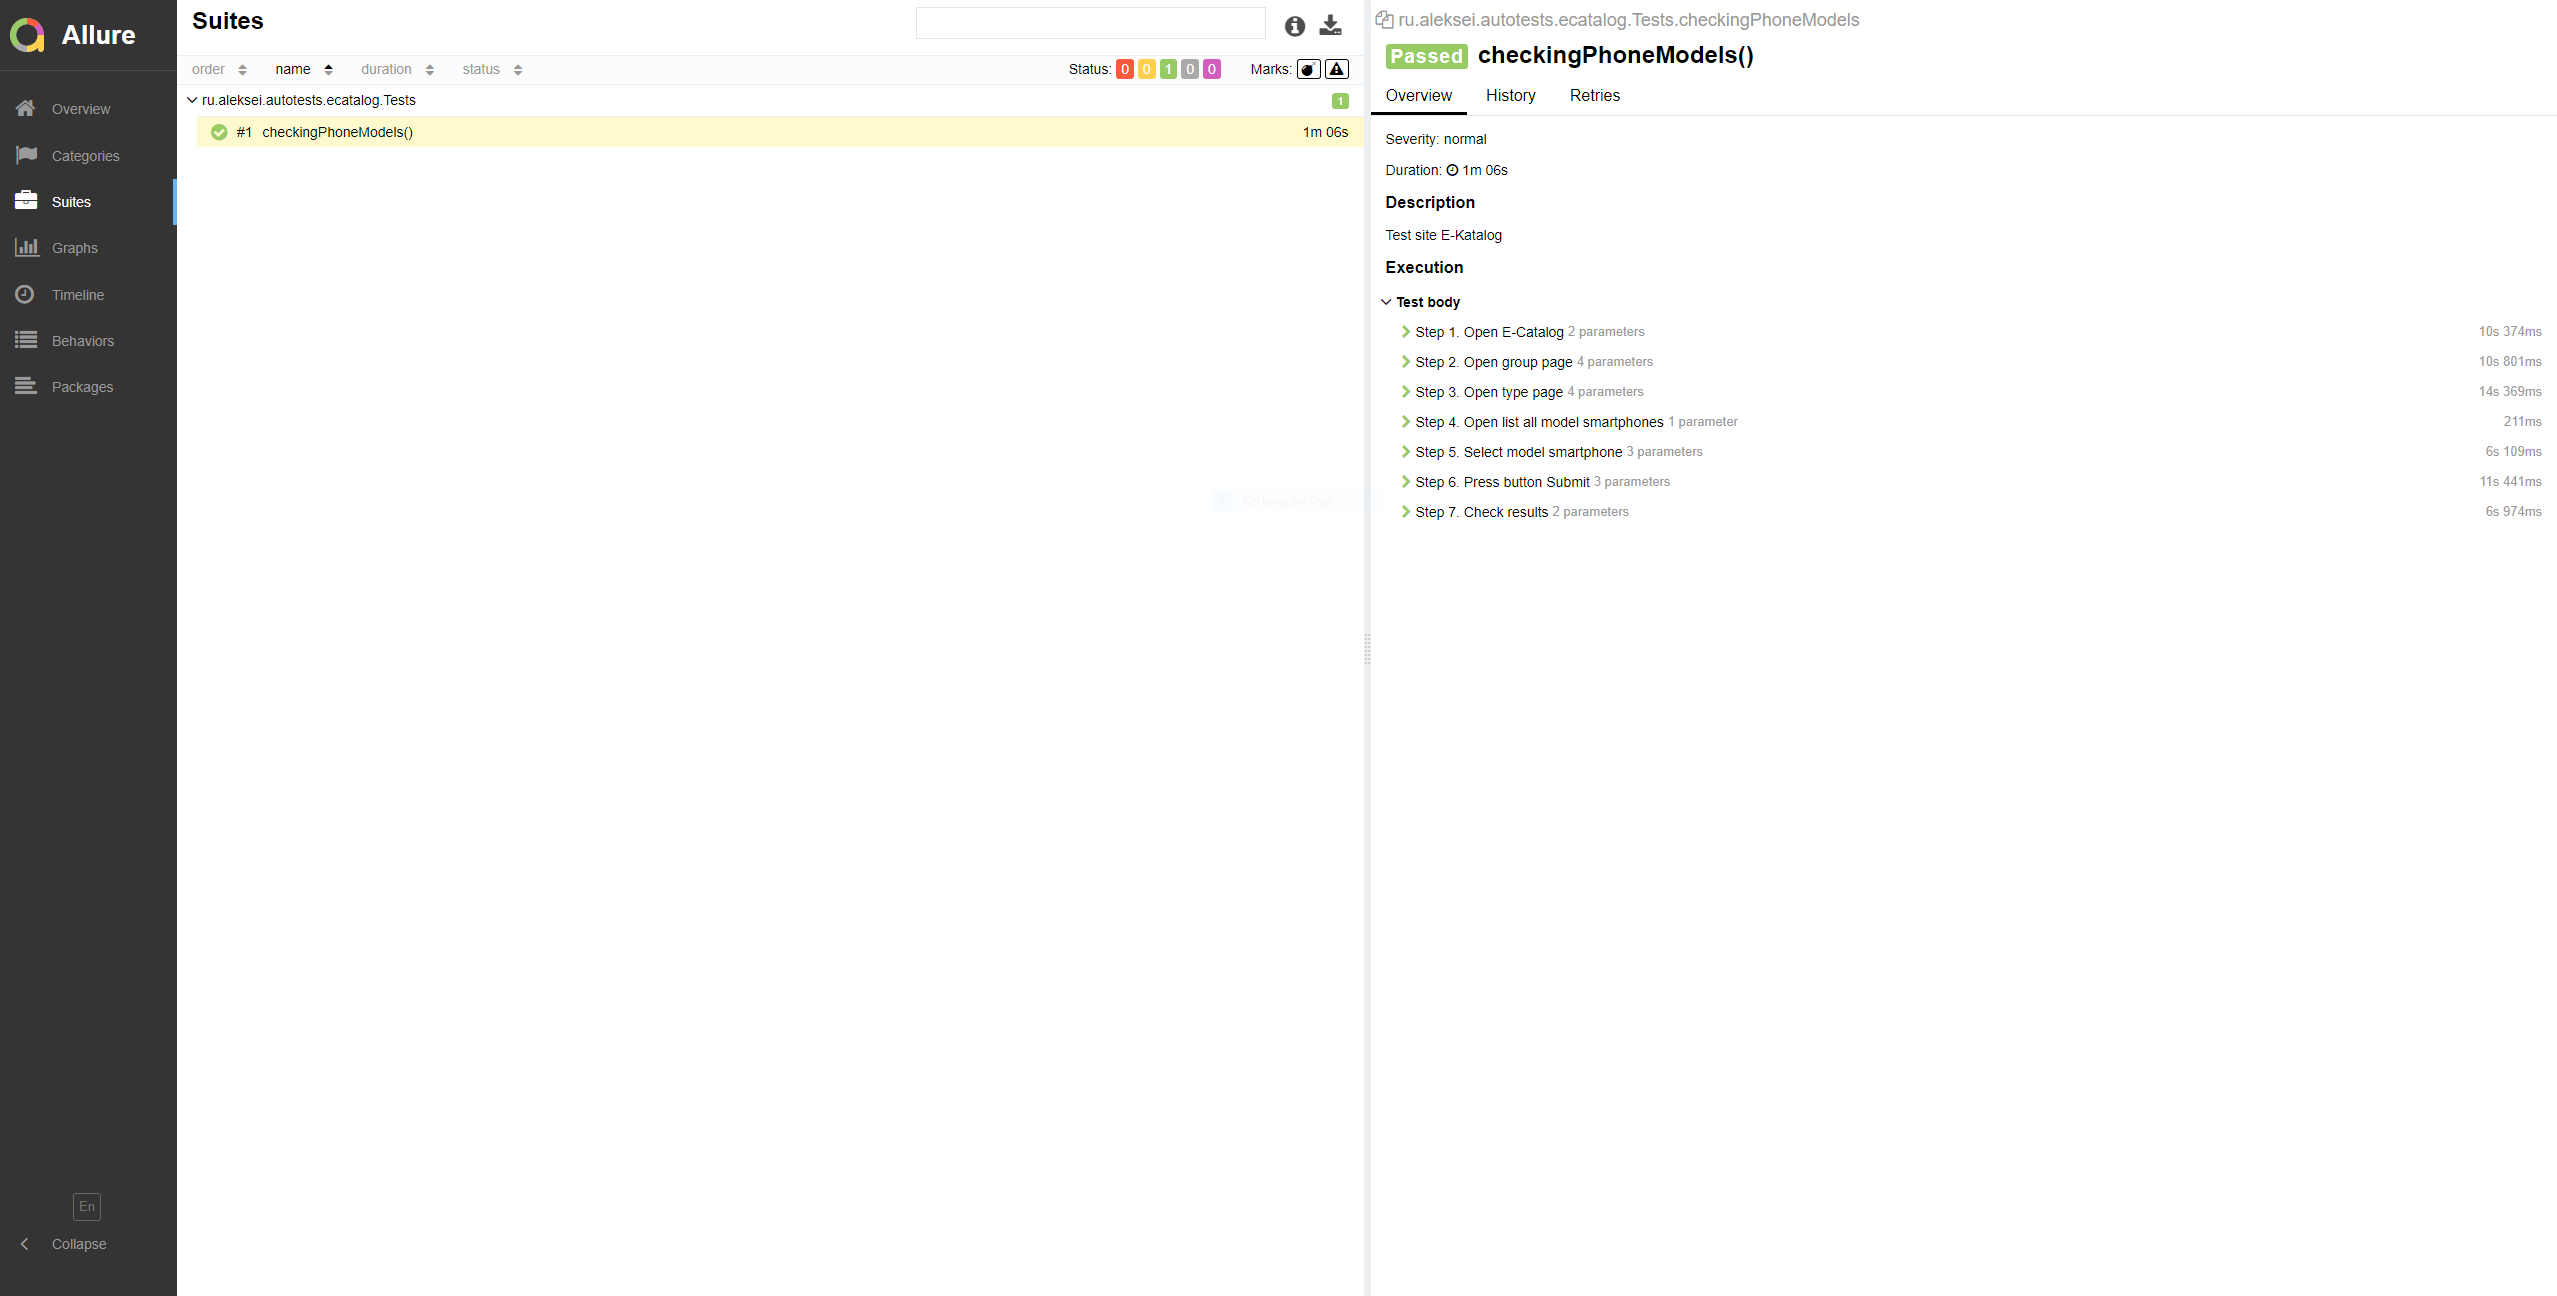 Allure
Overview
Categories
Suites
Graphs
Timeline
Behaviors
Packages
En
Collapse
Suites
order name duration status Status: 0 0 1 0 0 Marks:
ru.aleksei.autotests.ecatalog.Tests 1
#1 checkingPhoneModels() 1m 06s
Rectangular Snip
ru.aleksei.autotests.ecatalog.Tests.checkingPhoneModels
Passed checkingPhoneModels()
Overview History Retries
Severity: normal
Duration: 1m 06s
Description
Test site E-Katalog
Execution
Test body
Step 1. Open E-Catalog 2 parameters 10s 374ms
Step 2. Open group page 4 parameters 10s 801ms
Step 3. Open type page 4 parameters 14s 369ms
Step 4. Open list all model smartphones 1 parameter 211ms
Step 5. Select model smartphone 3 parameters 6s 109ms
Step 6. Press button Submit 3 parameters 11s 441ms
Step 7. Check results 2 parameters 6s 974ms